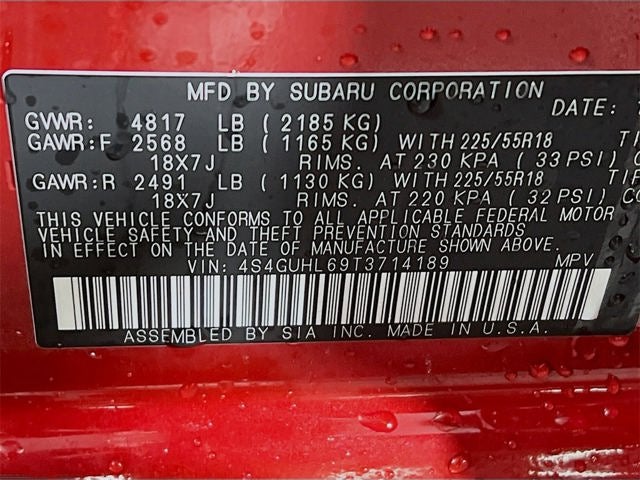 MFD BY SUBARU CORPORATION
DATE:
GVWR: 4817 LB ( 2185 KG)
GAWR:F 2568 LB ( 1165 KG) WITH 225/55R18 TI
18X7J RIMS. AT 230 KPA ( 33 PSI)
GAWR:R 2491 LB ( 1130 KG) WITH 225/55R18 TIR
18X7J RIMS. AT 220 KPA ( 32 PSI) CO
THIS VEHICLE CONFORMS TO ALL APPLICABLE FEDERAL MOTOR
VEHICLE SAFETY AND THEFT PREVENTION STANDARDS
IN EFFECT ON THE DATE OF MANUFACTURE SHOWN ABOVE.
VIN: 4S4GUHL69T3714189 MPV
ASSEMBLED BY SIA INC. MADE IN U.S.A.